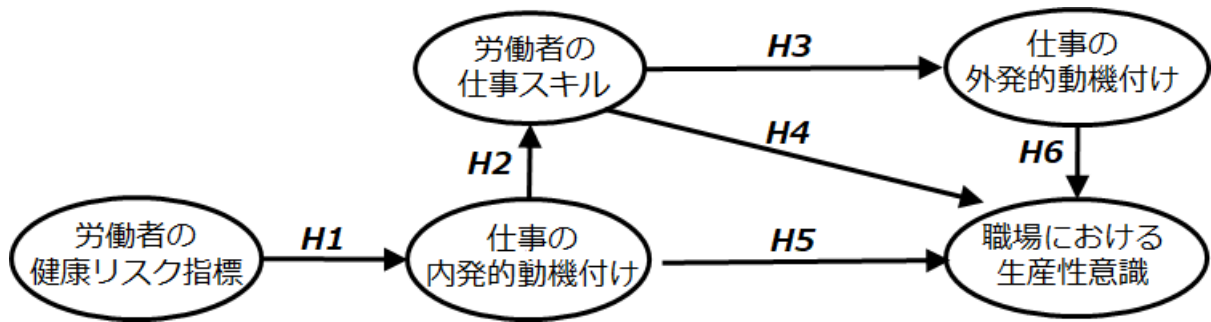 労働者の
仕事スキル
H3
仕事の
外発的動機付け
H4
H2
H6
労働者の
健康リスク指標
H1
仕事の
内発的動機付け
H5
職場における
生産性意識